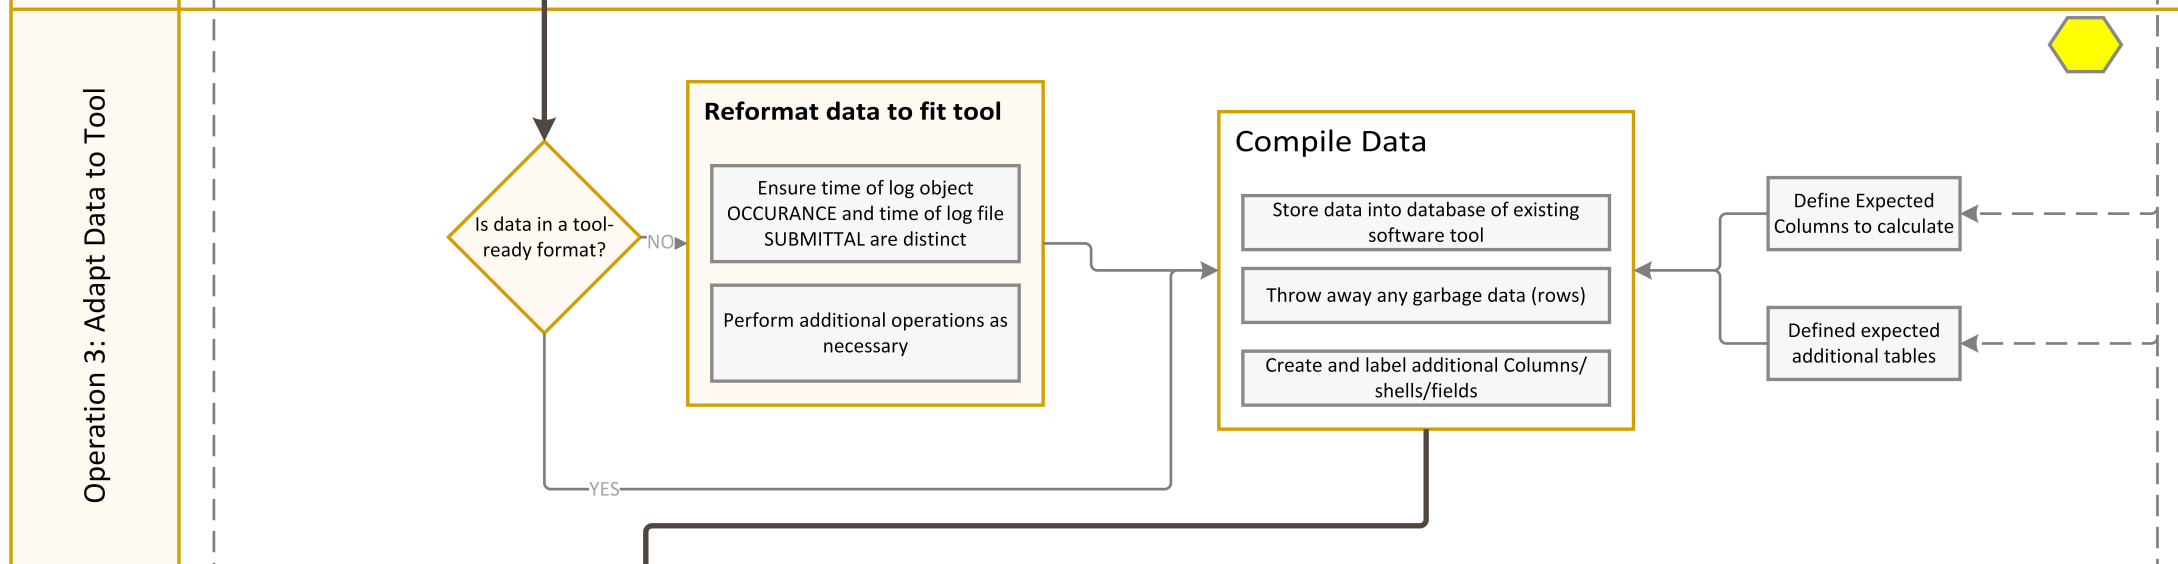 Operation 3: Adapt Data to Tool
Is data in a tool-
ready format?
NO
YES
Reformat data to fit tool
Ensure time of log object
OCCURANCE and time of log file
SUBMITTAL are distinct
Perform additional operations as
necessary
Compile Data
Store data into database of existing
software tool
Throw away any garbage data (rows)
Create and label additional Columns/
shells/fields
Define Expected
Columns to calculate
Defined expected
additional tables